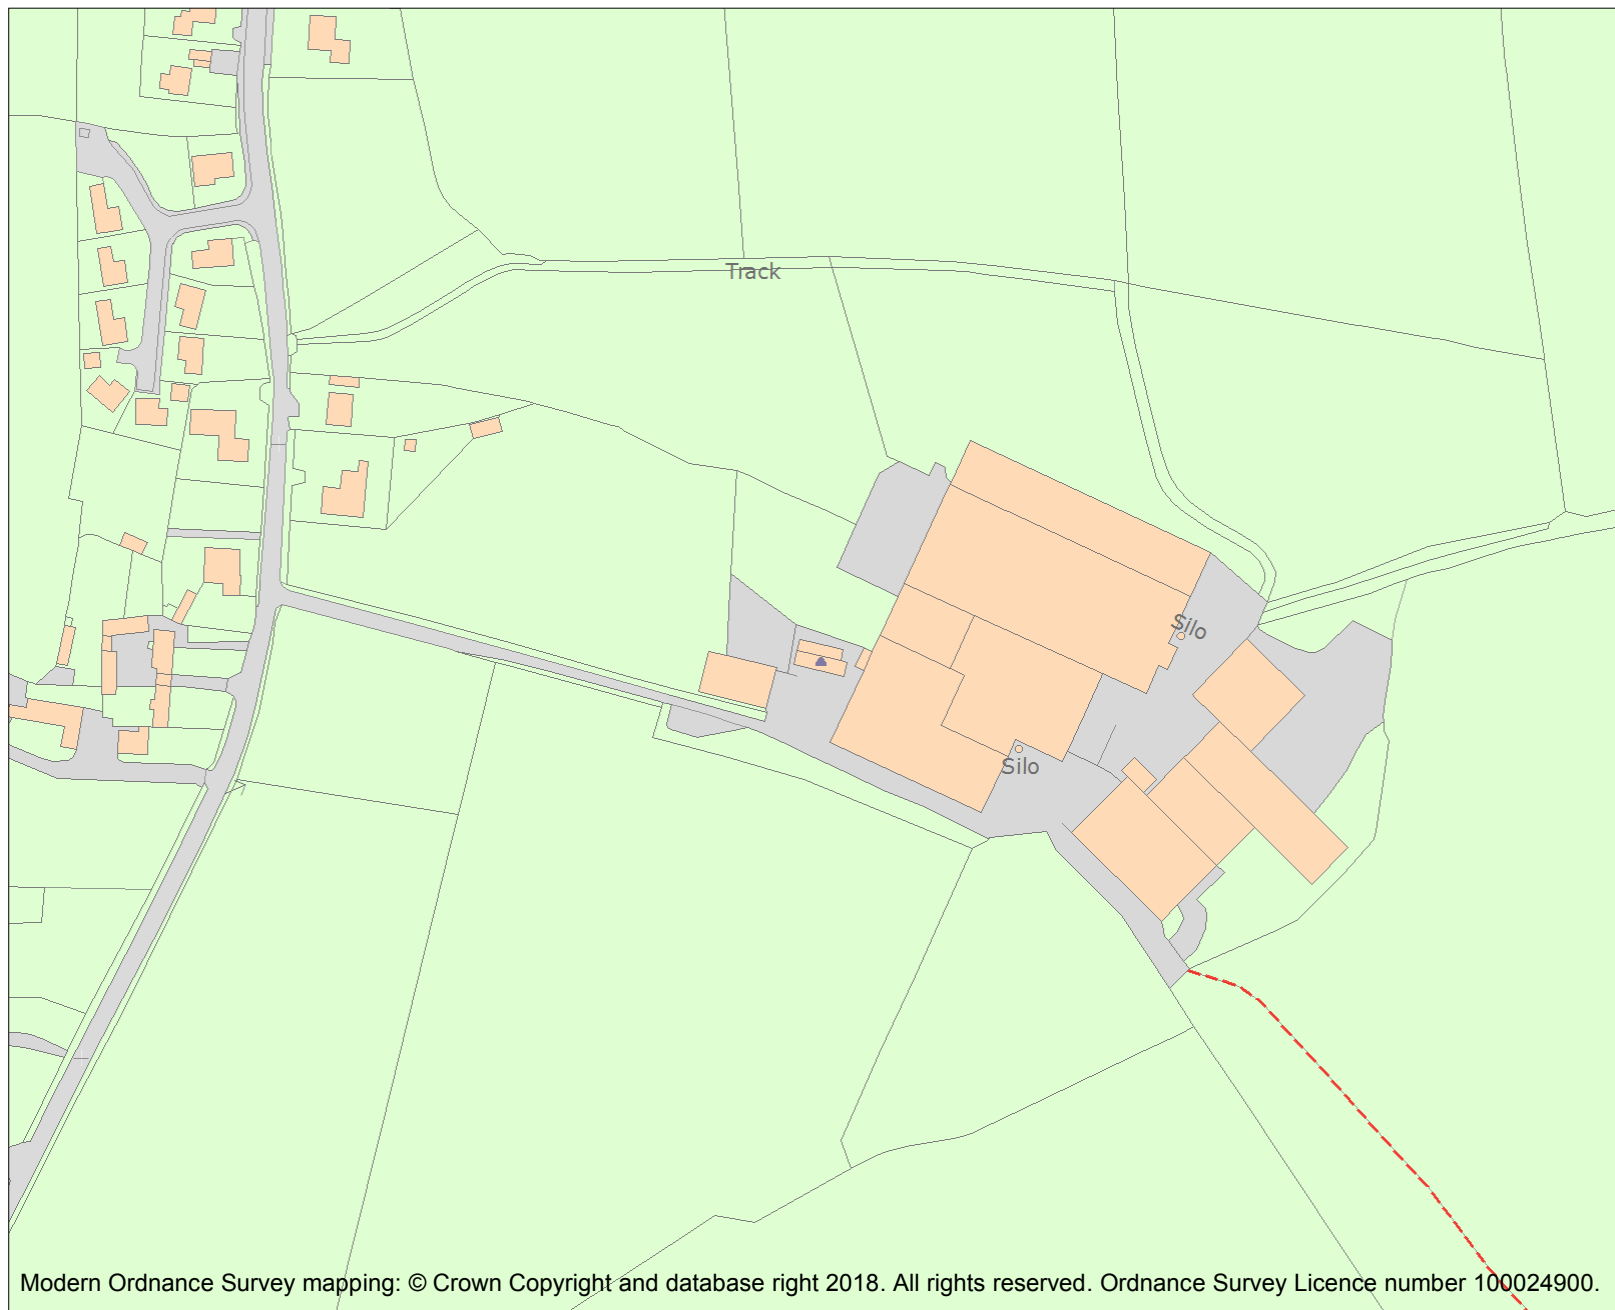 Track
Silo
Silo
Modern Ordnance Survey mapping: © Crown Copyright and database right 2018. All rights reserved. Ordnance Survey Licence number 100024900.